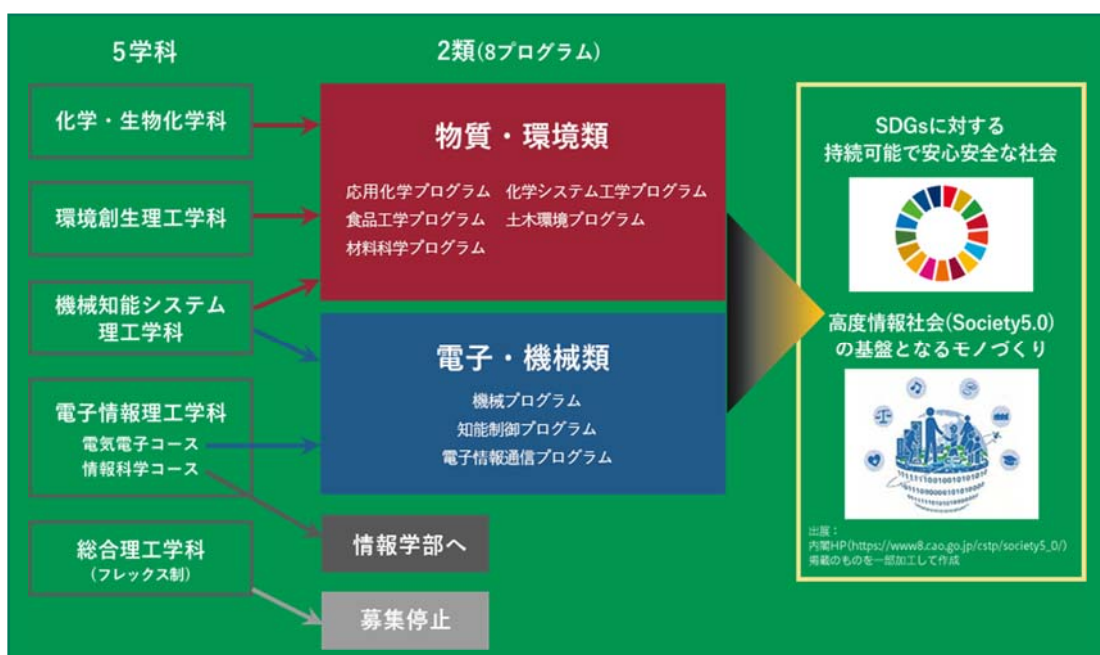 5学科
化学・生物化学科
環境創生理工学科
機械知能システム
理工学科
電子情報理工学科
電気電子コース
情報科学コース
総合理工学科
(フレックス制)
2類(8プログラム)
物質・環境類
応用化学プログラム 化学システム工学プログラム
食品工学プログラム 土木環境プログラム
材料科学プログラム
電子・機械類
機械プログラム
知能制御プログラム
電子情報通信プログラム
情報学部へ
募集停止
SDGsに対する
持続可能で安心安全な社会
高度情報社会(Society5.0)
の基盤となるモノづくり
出展：
内閣HP(https://www8.cao.go.jp/cstp/society5_0/)
掲載のものを一部加工して作成